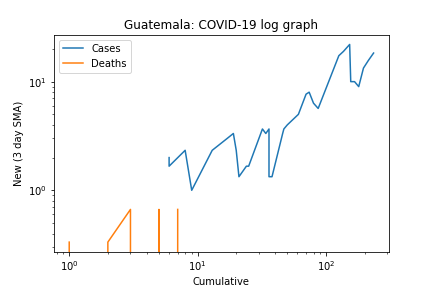 Guatemala: COVID-19 log graph
Cases
Deaths
New (3 day SMA)
10¹
10⁰
10⁰ 10¹ 10²
Cumulative